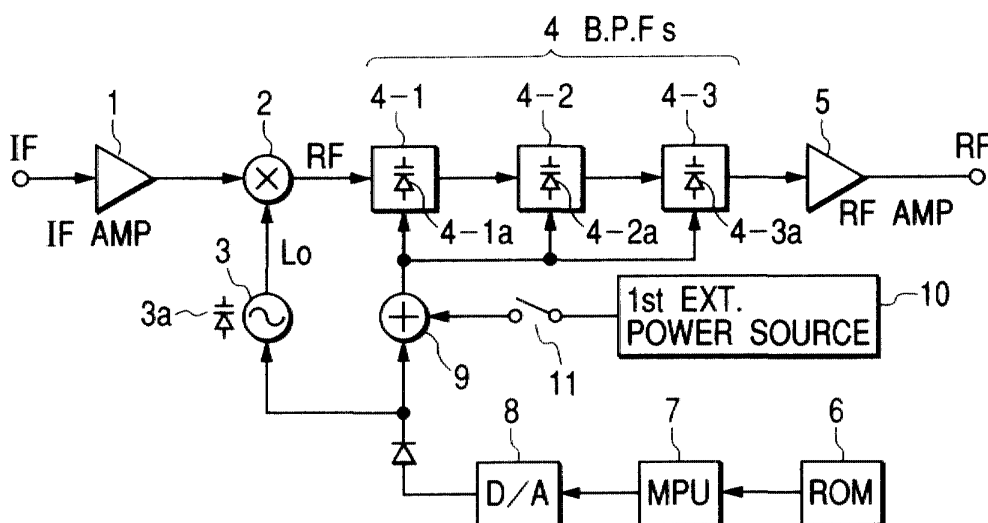 4 B.P.F s
4-1
4-2
4-3
1
2
5
IF
RF
RF
IF AMP
RF AMP
4-1a
4-2a
4-3a
Lo
3
3a
9
11
1st EXT.
POWER SOURCE
10
8
7
6
D/A
MPU
ROM